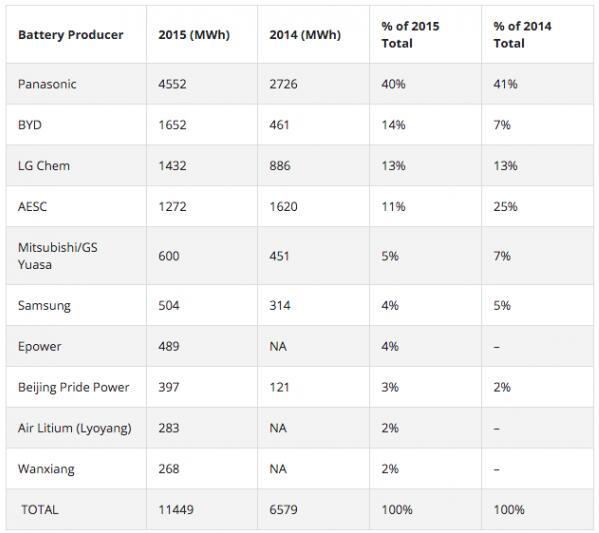 Battery Producer 2015 (MWh) 2014 (MWh) % of 2015 Total % of 2014 Total
Panasonic 4552 2726 40% 41%
BYD 1652 461 14% 7%
LG Chem 1432 886 13% 13%
AESC 1272 1620 11% 25%
Mitsubishi/GS Yuasa 600 451 5% 7%
Samsung 504 314 4% 5%
Epower 489 NA 4% –
Beijing Pride Power 397 121 3% 2%
Air Litium (Lyoyang) 283 NA 2% –
Wanxiang 268 NA 2% –
TOTAL 11449 6579 100% 100%